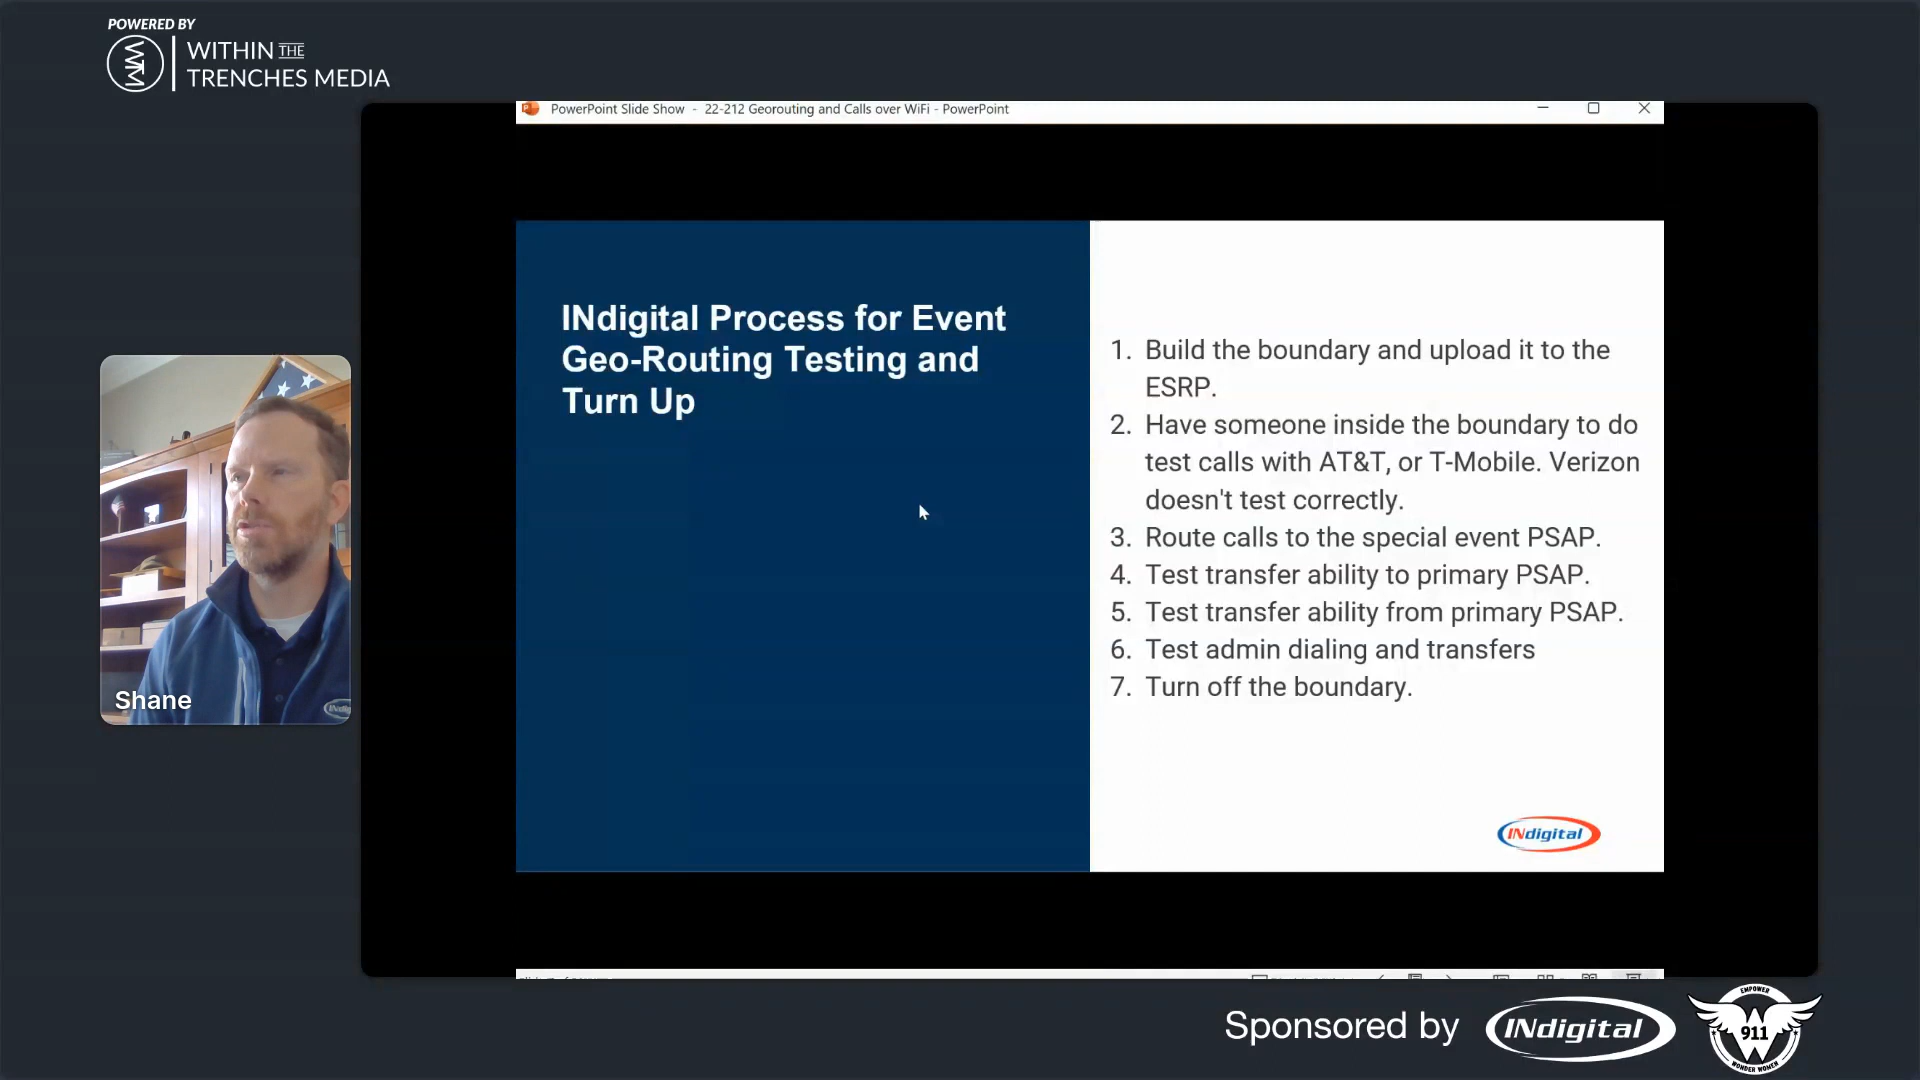 POWERED BY
WITHIN THE
TRENCHES MEDIA
PowerPoint Slide Show - 22-212 Georouting and Calls over WiFi - PowerPoint
INdigital Process for Event
Geo-Routing Testing and
Turn Up
1. Build the boundary and upload it to the
ESRP.
2. Have someone inside the boundary to do
test calls with AT&T, or T-Mobile. Verizon
doesn't test correctly.
3. Route calls to the special event PSAP.
4. Test transfer ability to primary PSAP.
5. Test transfer ability from primary PSAP.
6. Test admin dialing and transfers
7. Turn off the boundary.
INdigital
Shane
Sponsored by
INdigital
EMPOWER
911
WONDER WOMEN